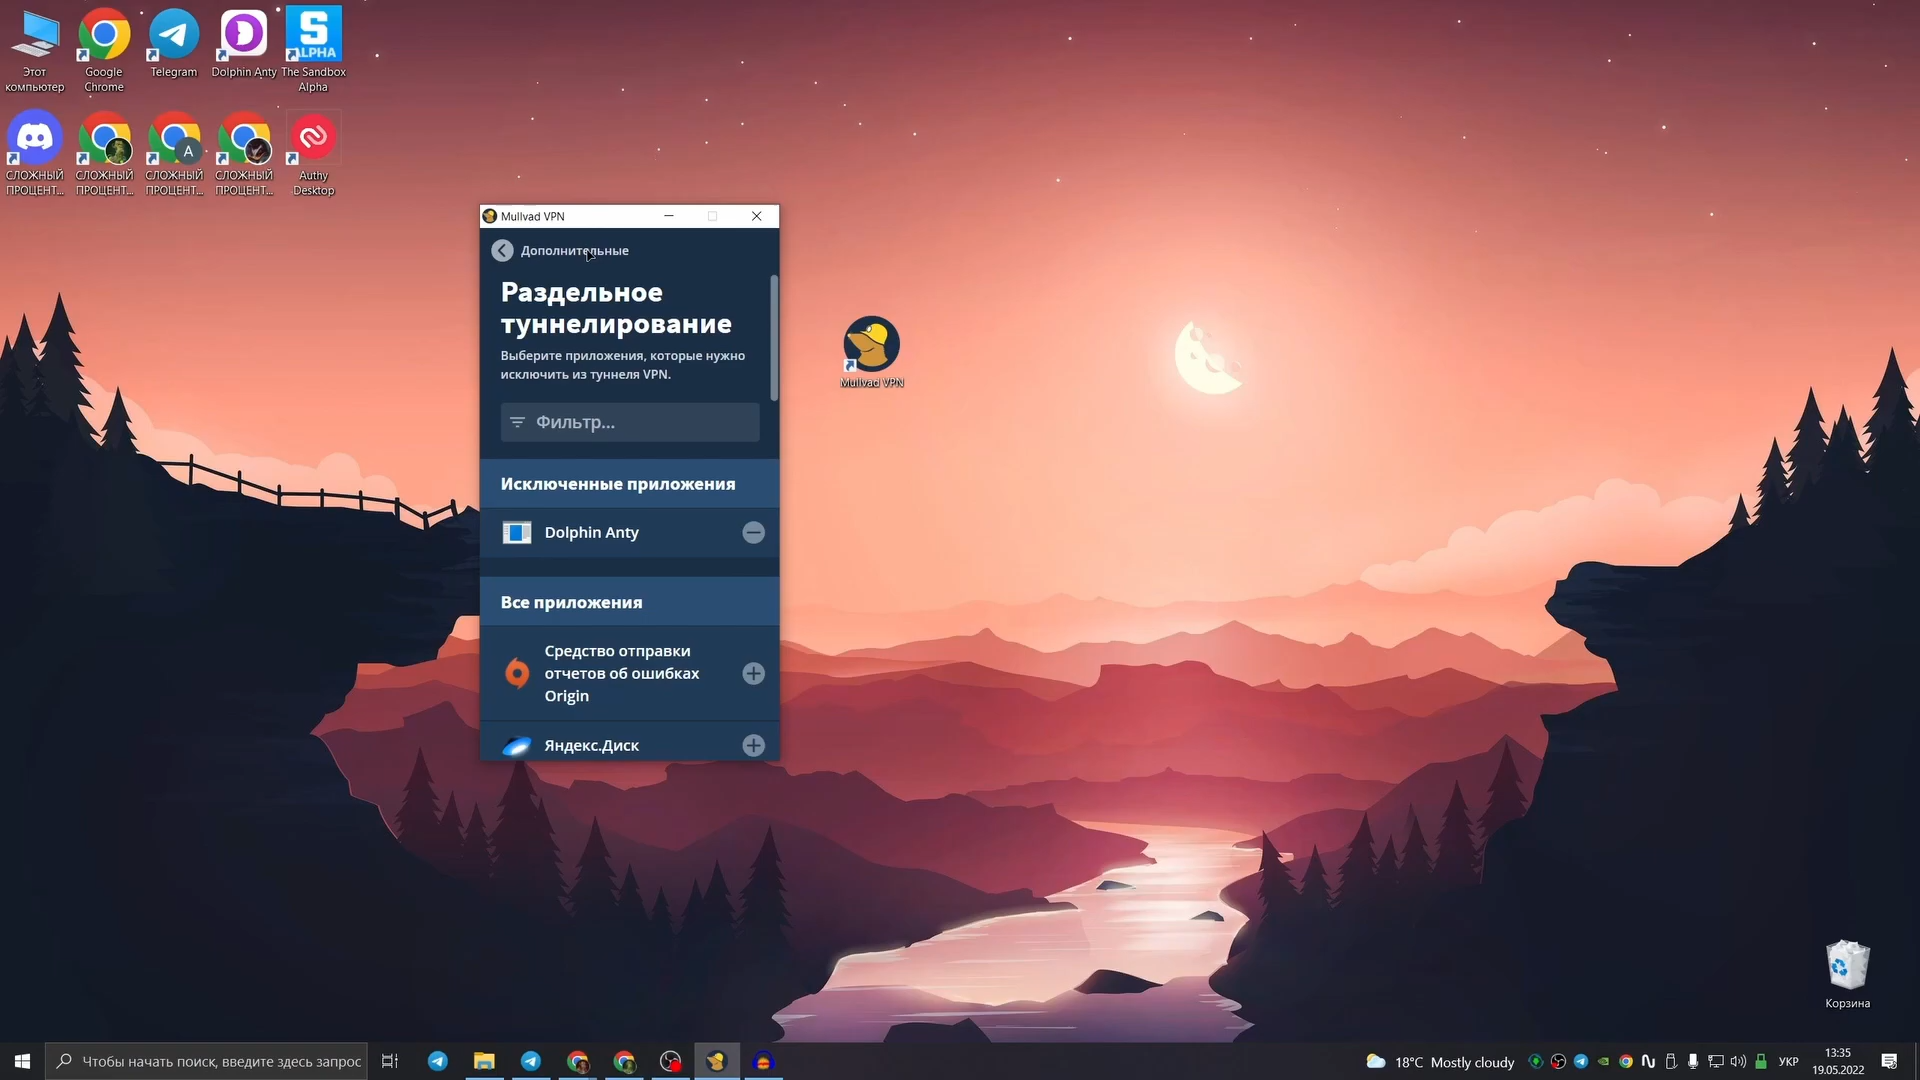 Этот
компьютер
Google
Chrome
Telegram
Dolphin Anty
The Sandbox
Alpha
S
ALPHA
СЛОЖНЫЙ
ПРОЦЕНТ...
СЛОЖНЫЙ
ПРОЦЕНТ...
A
СЛОЖНЫЙ
ПРОЦЕНТ...
СЛОЖНЫЙ
ПРОЦЕНТ...
Authy
Desktop
Mullvad VPN
Дополнительные
Раздельное
туннелирование
Выберите приложения, которые нужно
исключить из туннеля VPN.
Фильтр...
Исключенные приложения
Dolphin Anty
Все приложения
Средство отправки
отчетов об ошибках
Origin
Яндекс.Диск
Mullvad VPN
Корзина
Чтобы начать поиск, введите здесь запрос
18°C Mostly cloudy
УКР
13:35
19.05.2022